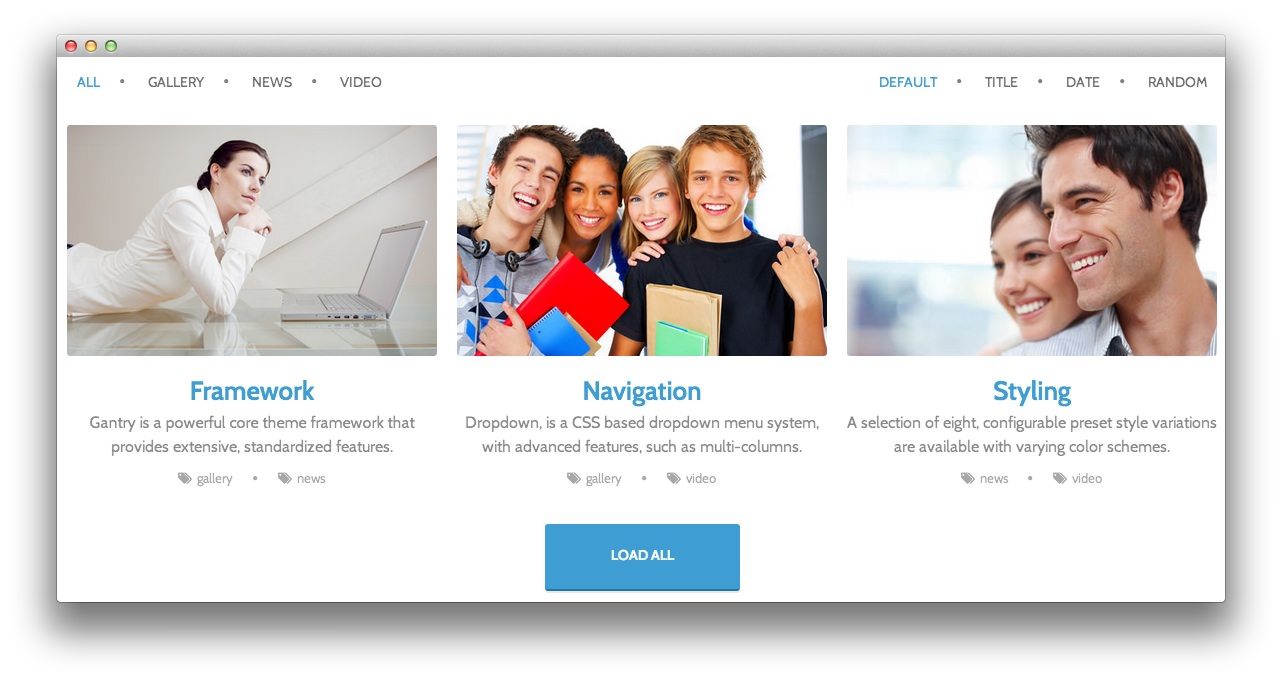 ALL • GALLERY • NEWS • VIDEO
DEFAULT • TITLE • DATE • RANDOM
Framework
Gantry is a powerful core theme framework that
provides extensive, standardized features.
gallery • news
Navigation
Dropdown, is a CSS based dropdown menu system,
with advanced features, such as multi-columns.
gallery • video
Styling
A selection of eight, configurable preset style variations
are available with varying color schemes.
news • video
LOAD ALL